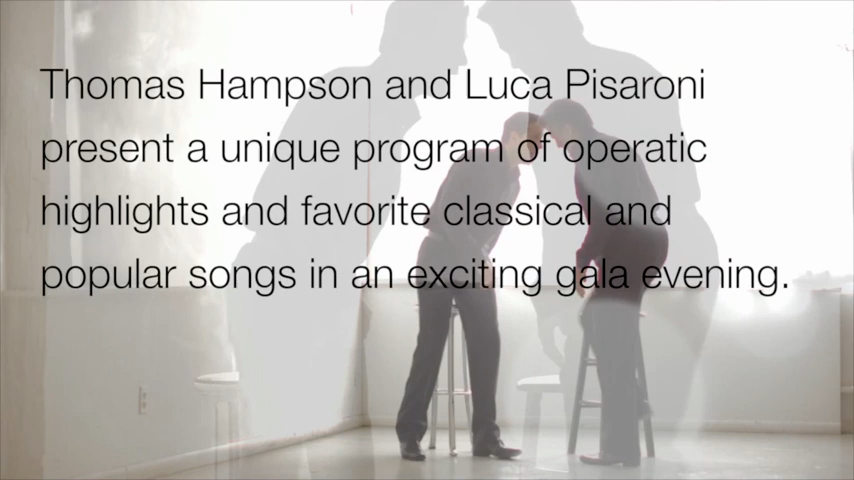 Thomas Hampson and Luca Pisaroni
present a unique program of operatic
highlights and favorite classical and
popular songs in an exciting gala evening.